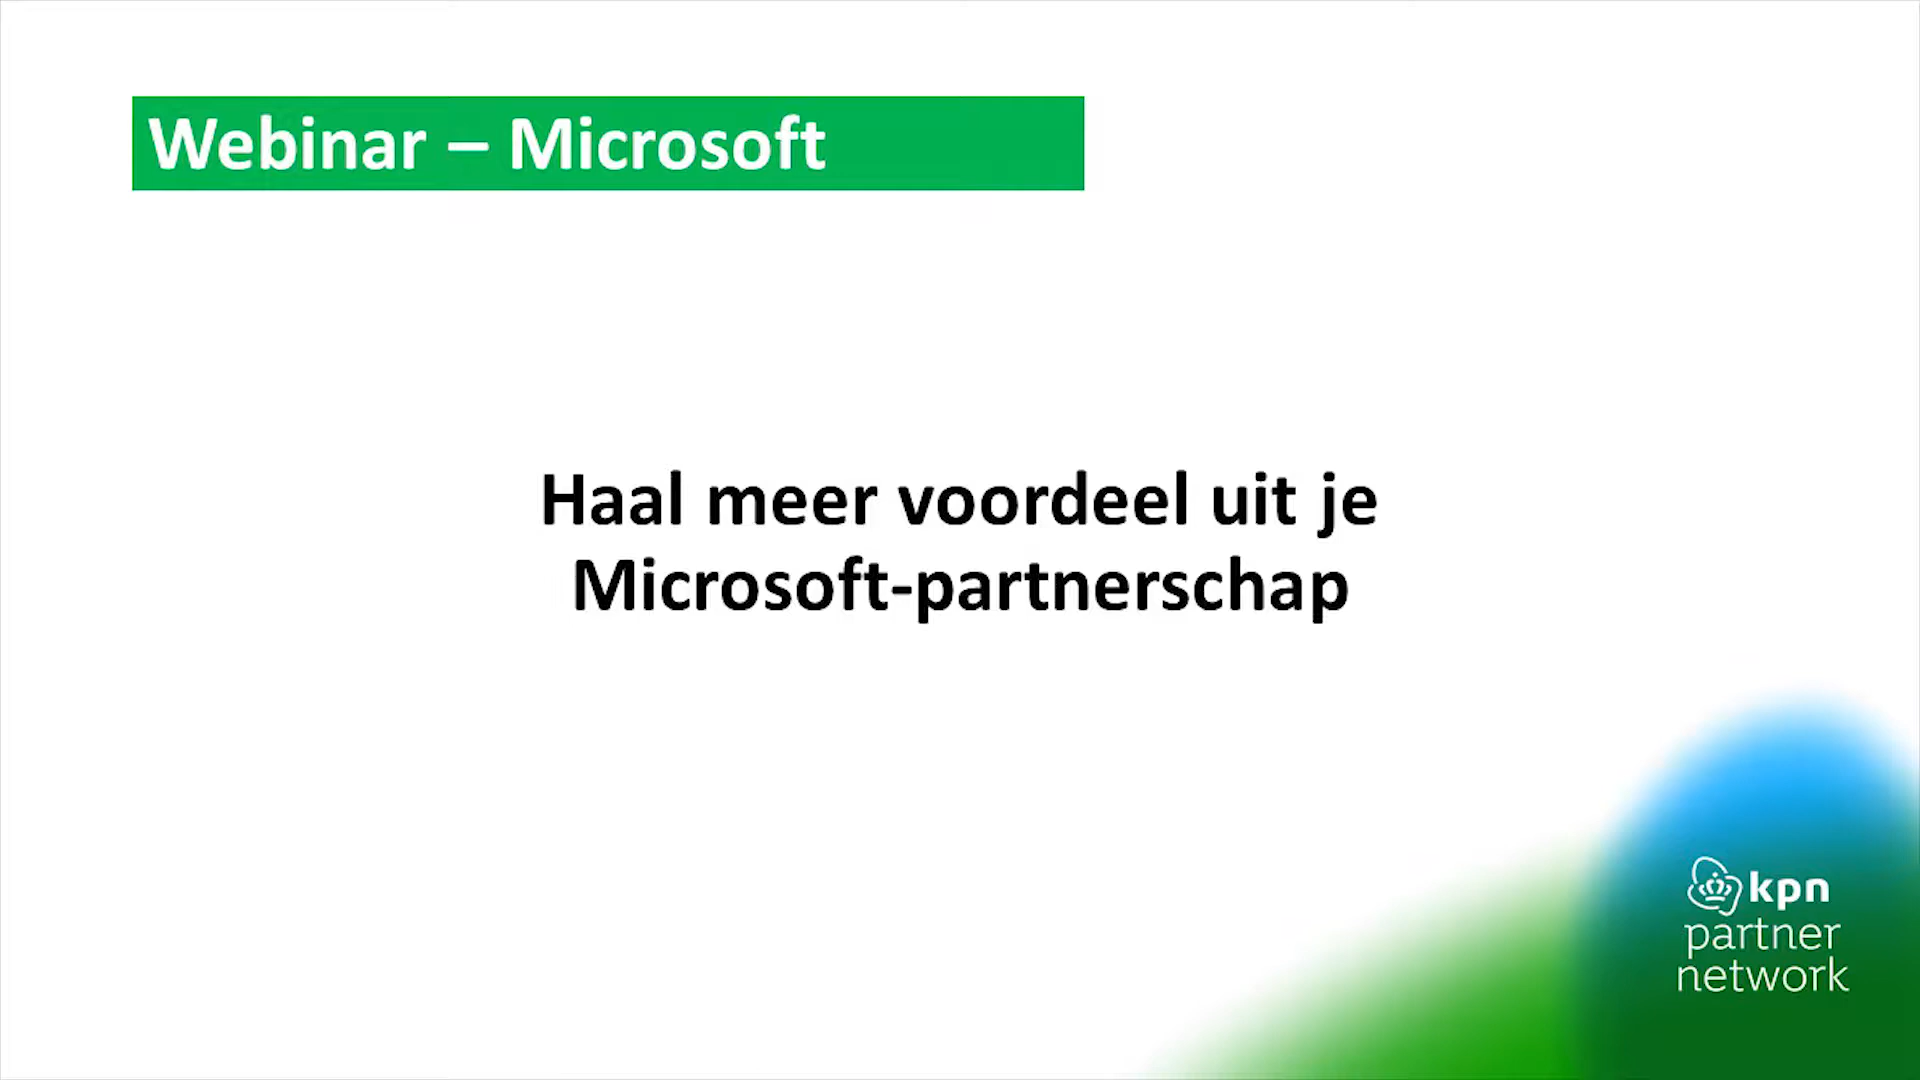 Webinar – Microsoft
Haal meer voordeel uit je
Microsoft-partnerschap
kpn
partner
network